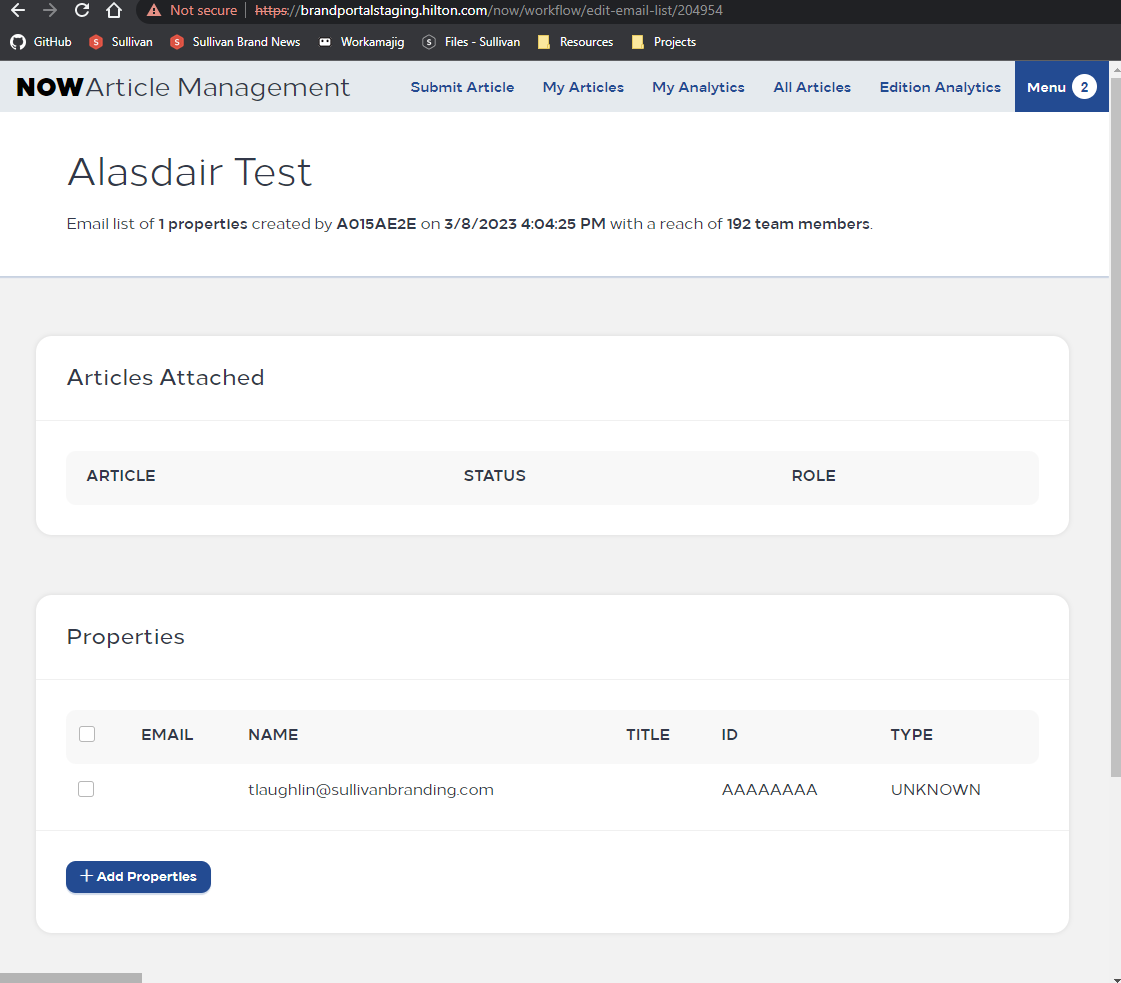 Not secure https://brandportalstaging.hilton.com/now/workflow/edit-email-list/204954
GitHub Sullivan Sullivan Brand News Workamajig Files - Sullivan Resources Projects
NOWArticle Management Submit Article My Articles My Analytics All Articles Edition Analytics Menu 2
Alasdair Test
Email list of 1 properties created by A015AE2E on 3/8/2023 4:04:25 PM with a reach of 192 team members.
Articles Attached
ARTICLE STATUS ROLE
Properties
EMAIL NAME TITLE ID TYPE
tlaughlin@sullivanbranding.com AAAAAAAA UNKNOWN
+ Add Properties